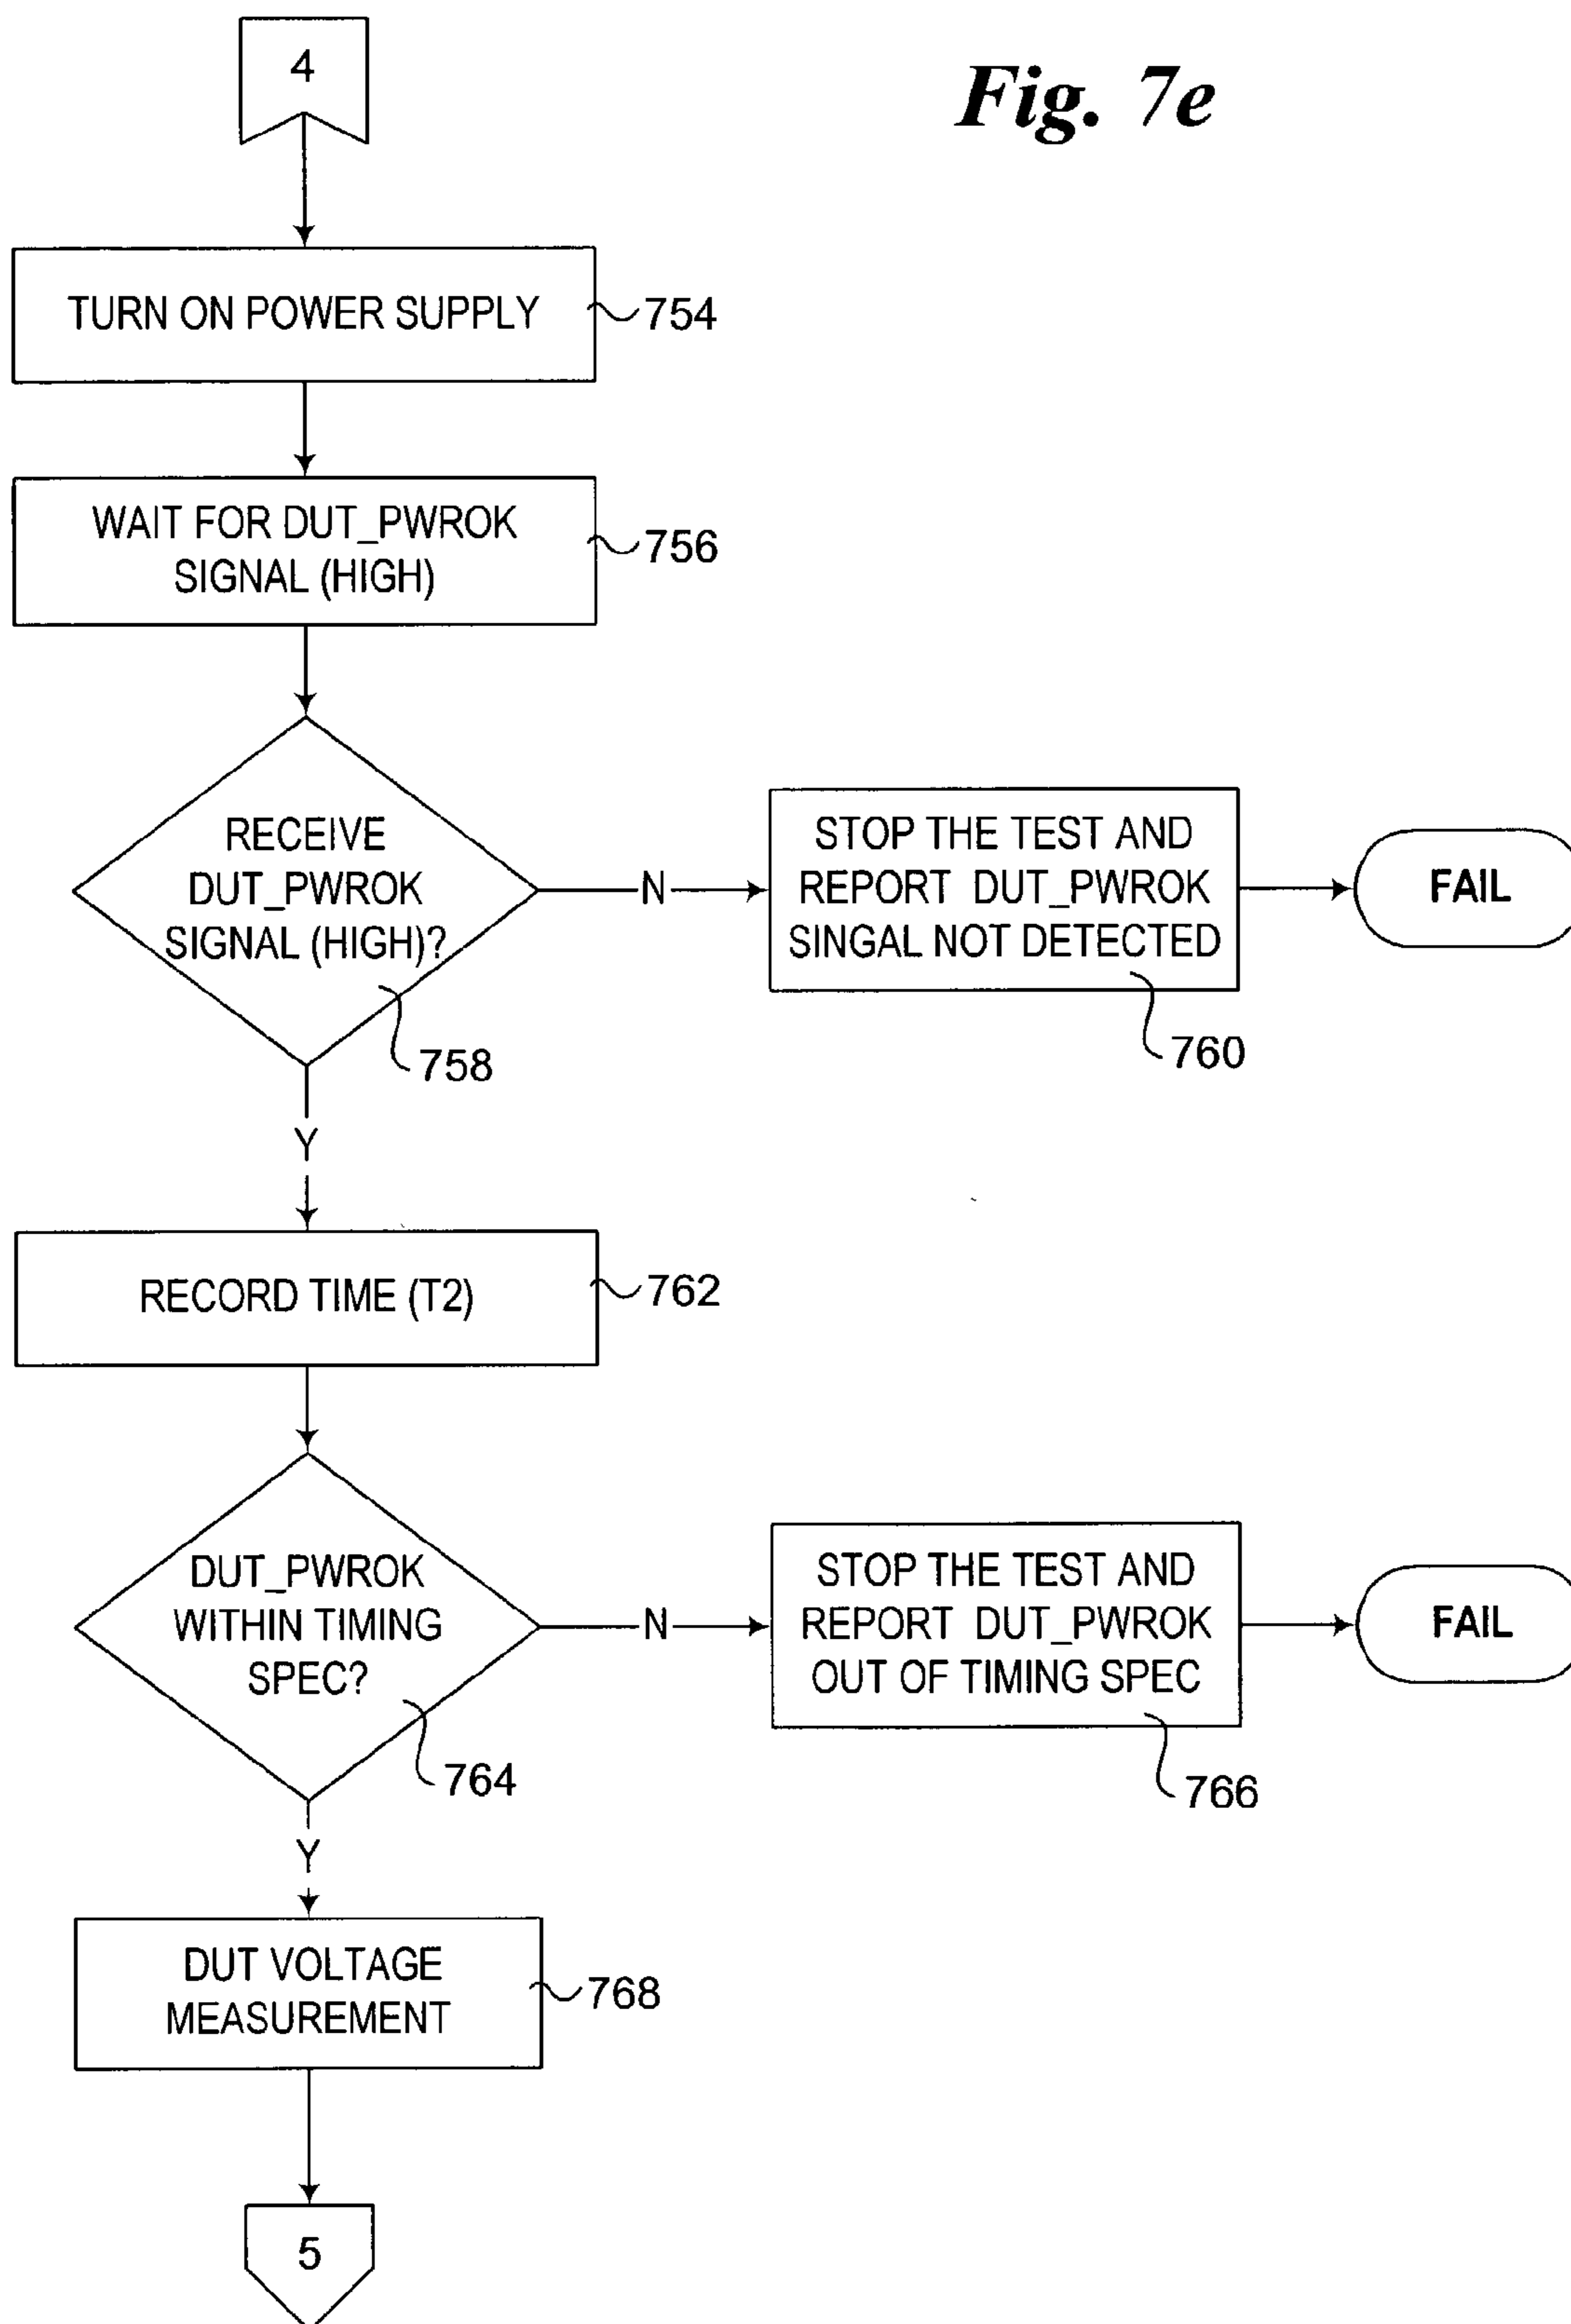 4
Fig. 7e
TURN ON POWER SUPPLY
754
WAIT FOR DUT_PWROK
SIGNAL (HIGH)
756
RECEIVE
DUT_PWROK
SIGNAL (HIGH)?
758
N
STOP THE TEST AND
REPORT DUT_PWROK
SINGAL NOT DETECTED
760
FAIL
Y
RECORD TIME (T2)
762
DUT_PWROK
WITHIN TIMING
SPEC?
764
N
STOP THE TEST AND
REPORT DUT_PWROK
OUT OF TIMING SPEC
766
FAIL
Y
DUT VOLTAGE
MEASUREMENT
768
5